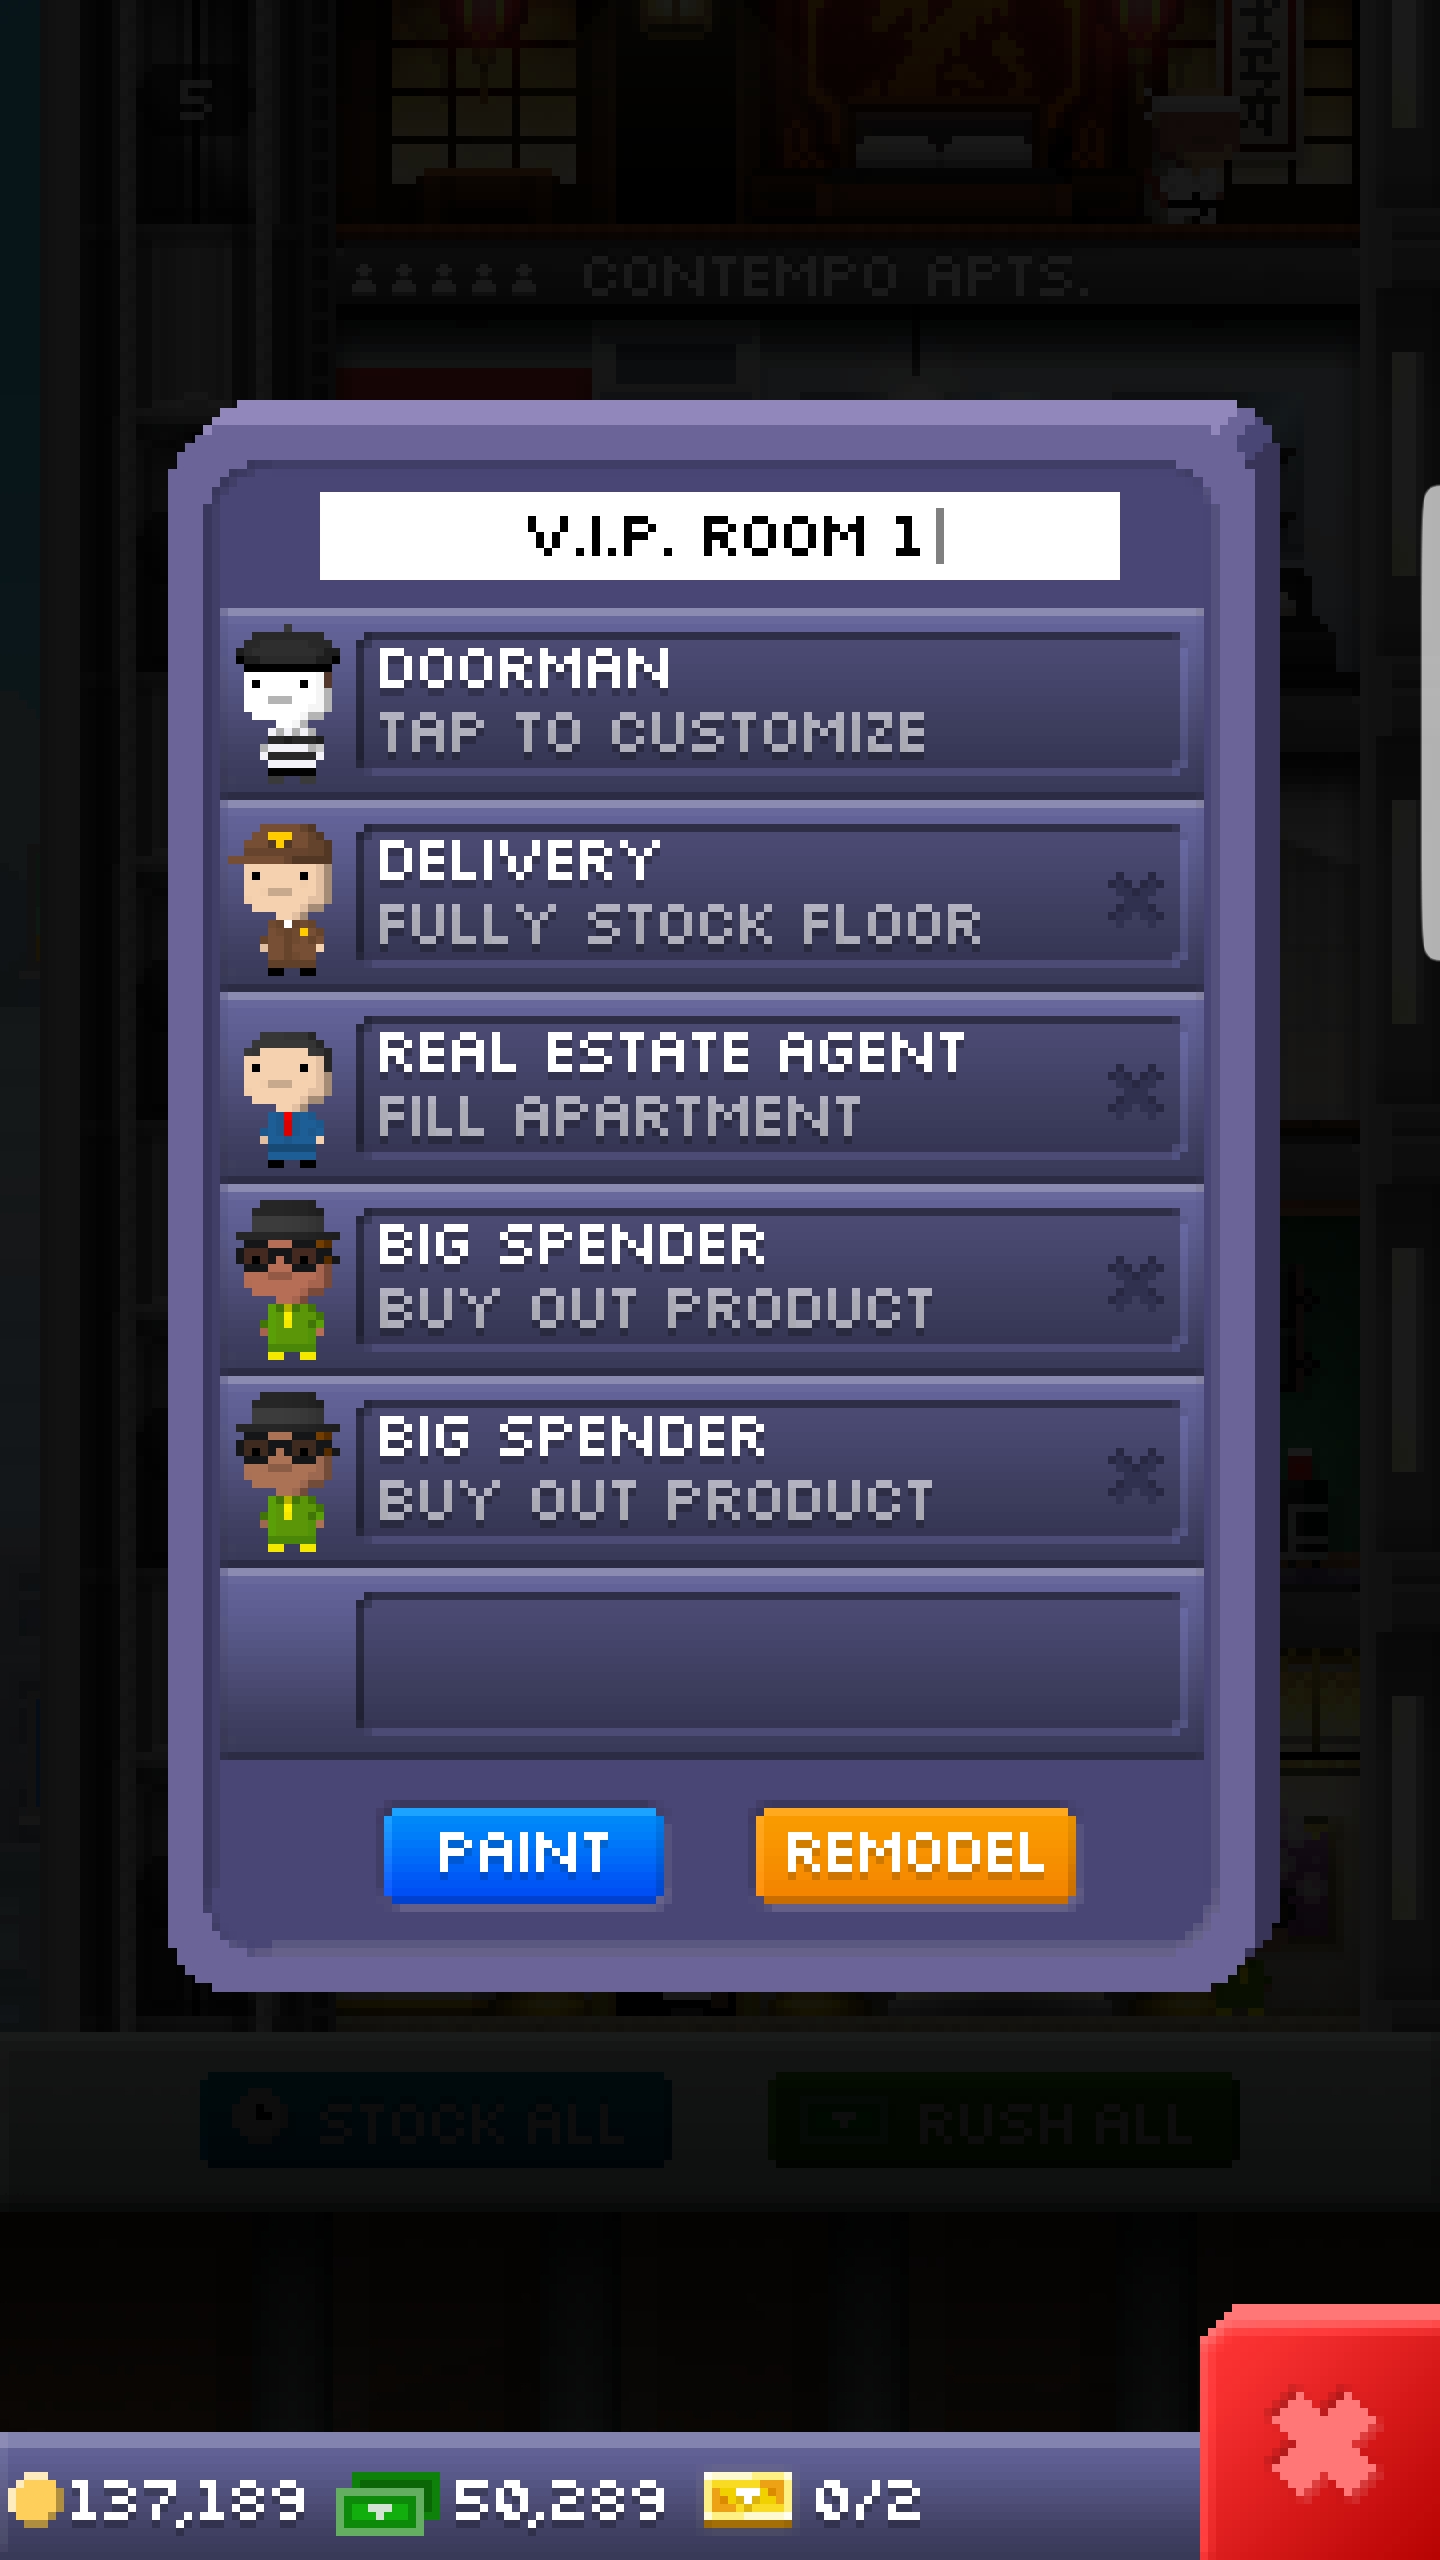 5
CONTEMPO APTS.
V.I.P. ROOM 1
DOORMAN
TAP TO CUSTOMIZE
DELIVERY
FULLY STOCK FLOOR
REAL ESTATE AGENT
FILL APARTMENT
BIG SPENDER
BUY OUT PRODUCT
BIG SPENDER
BUY OUT PRODUCT
PAINT REMODEL
STOCK ALL RUSH ALL
137,189 50,289 0/2